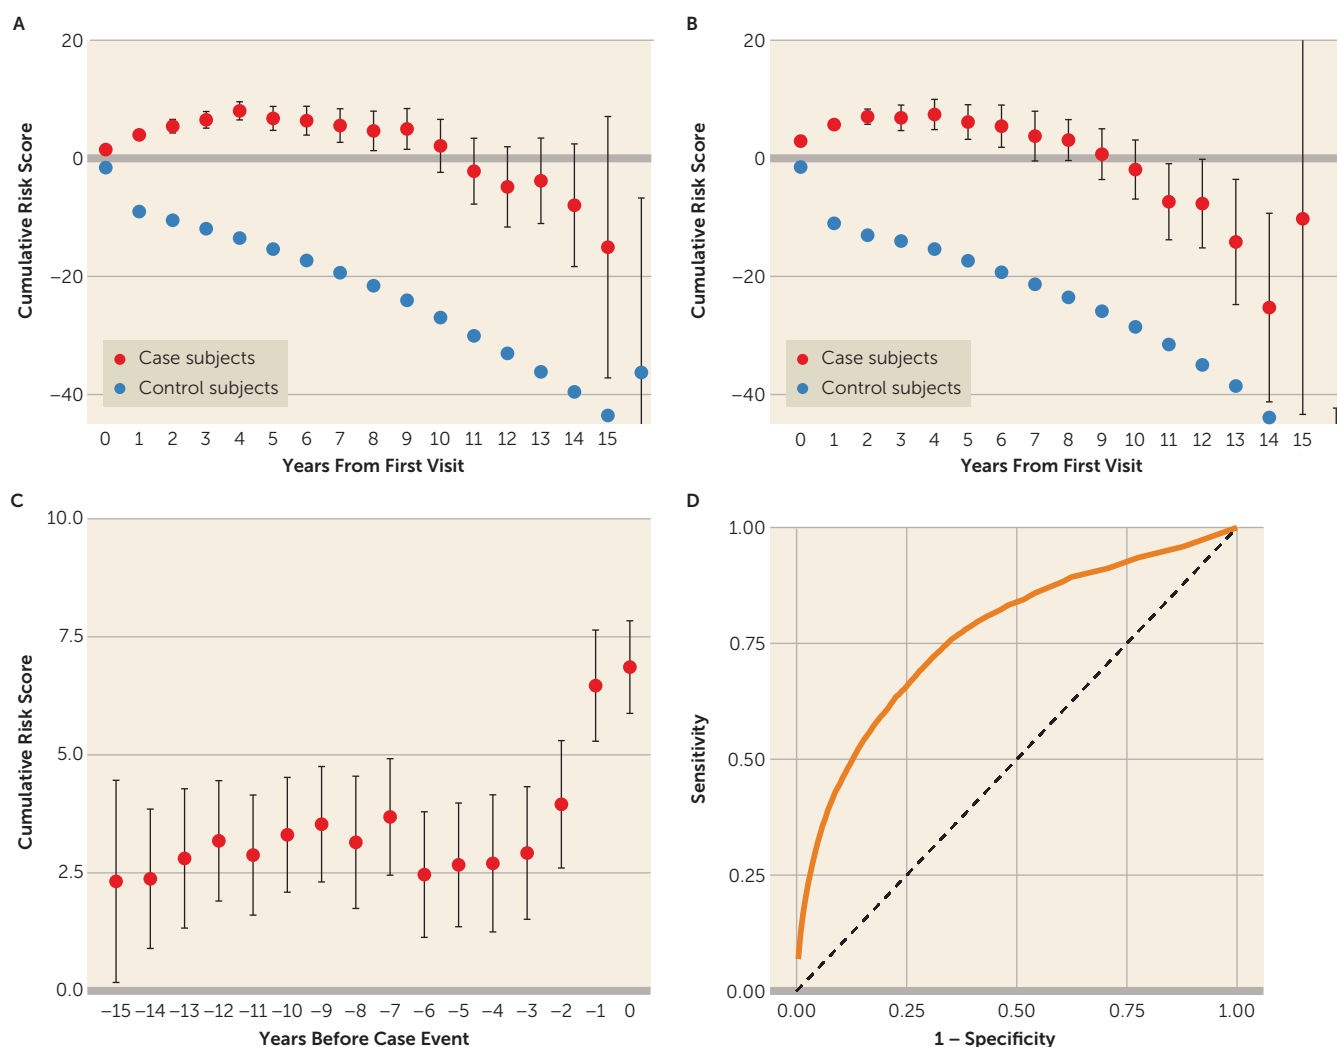 A
20
0
−20
−40
Cumulative Risk Score
Case subjects
Control subjects
0 1 2 3 4 5 6 7 8 9 10 11 12 13 14 15
Years From First Visit
B
20
0
−20
−40
Cumulative Risk Score
Case subjects
Control subjects
0 1 2 3 4 5 6 7 8 9 10 11 12 13 14 15
Years From First Visit
C
10.0
7.5
5.0
2.5
0.0
Cumulative Risk Score
−15 −14 −13 −12 −11 −10 −9 −8 −7 −6 −5 −4 −3 −2 −1 0
Years Before Case Event
D
1.00
0.75
0.50
0.25
0.00
Sensitivity
0.00 0.25 0.50 0.75 1.00
1 – Specificity